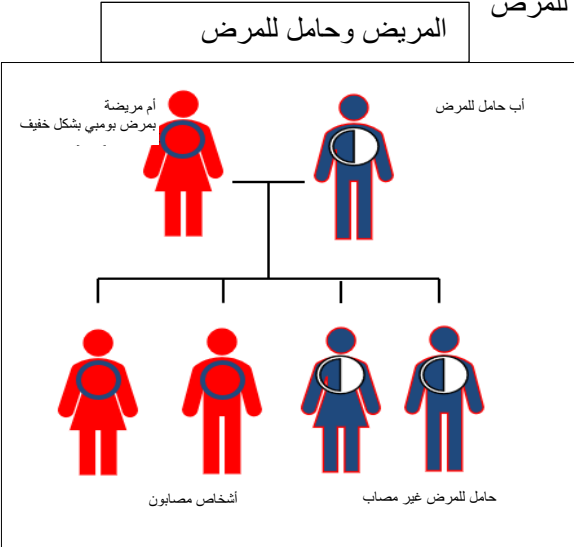 للمرض
المريض وحامل للمرض
أب حامل للمرض
أم مريضة
بمرض بومبي بشكل خفيف
حامل للمرض غير مصاب
أشخاص مصابون